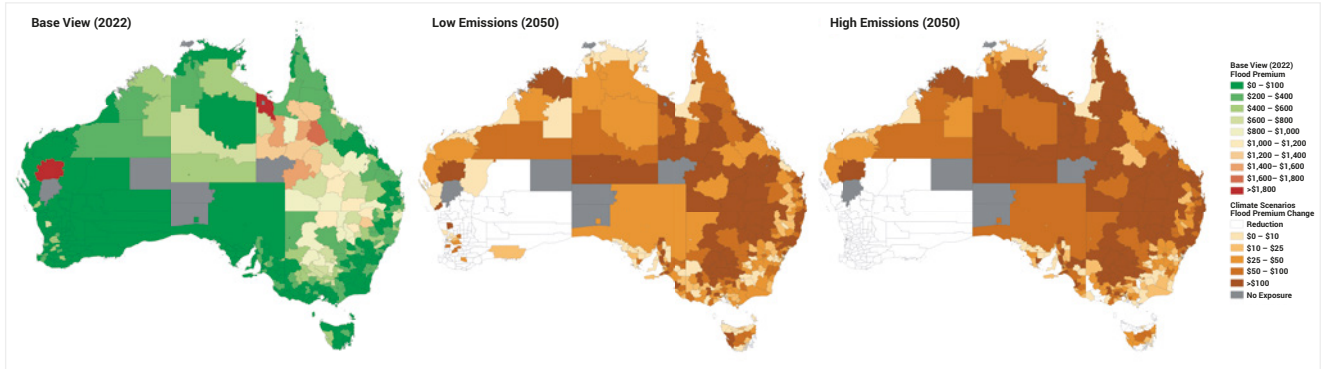 Base View (2022)
Low Emissions (2050)
High Emissions (2050)
Base View (2022)
Flood Premium
$0 – $100
$200 – $400
$400 – $600
$600 – $800
$800 – $1,000
$1,000 – $1,200
$1,200 – $1,400
$1,400 – $1,600
$1,600– $1,800
>$1,800
Climate Scenarios
Flood Premium Change
Reduction
$0 – $10
$10 – $25
$25 – $50
$50 – $100
>$100
No Exposure